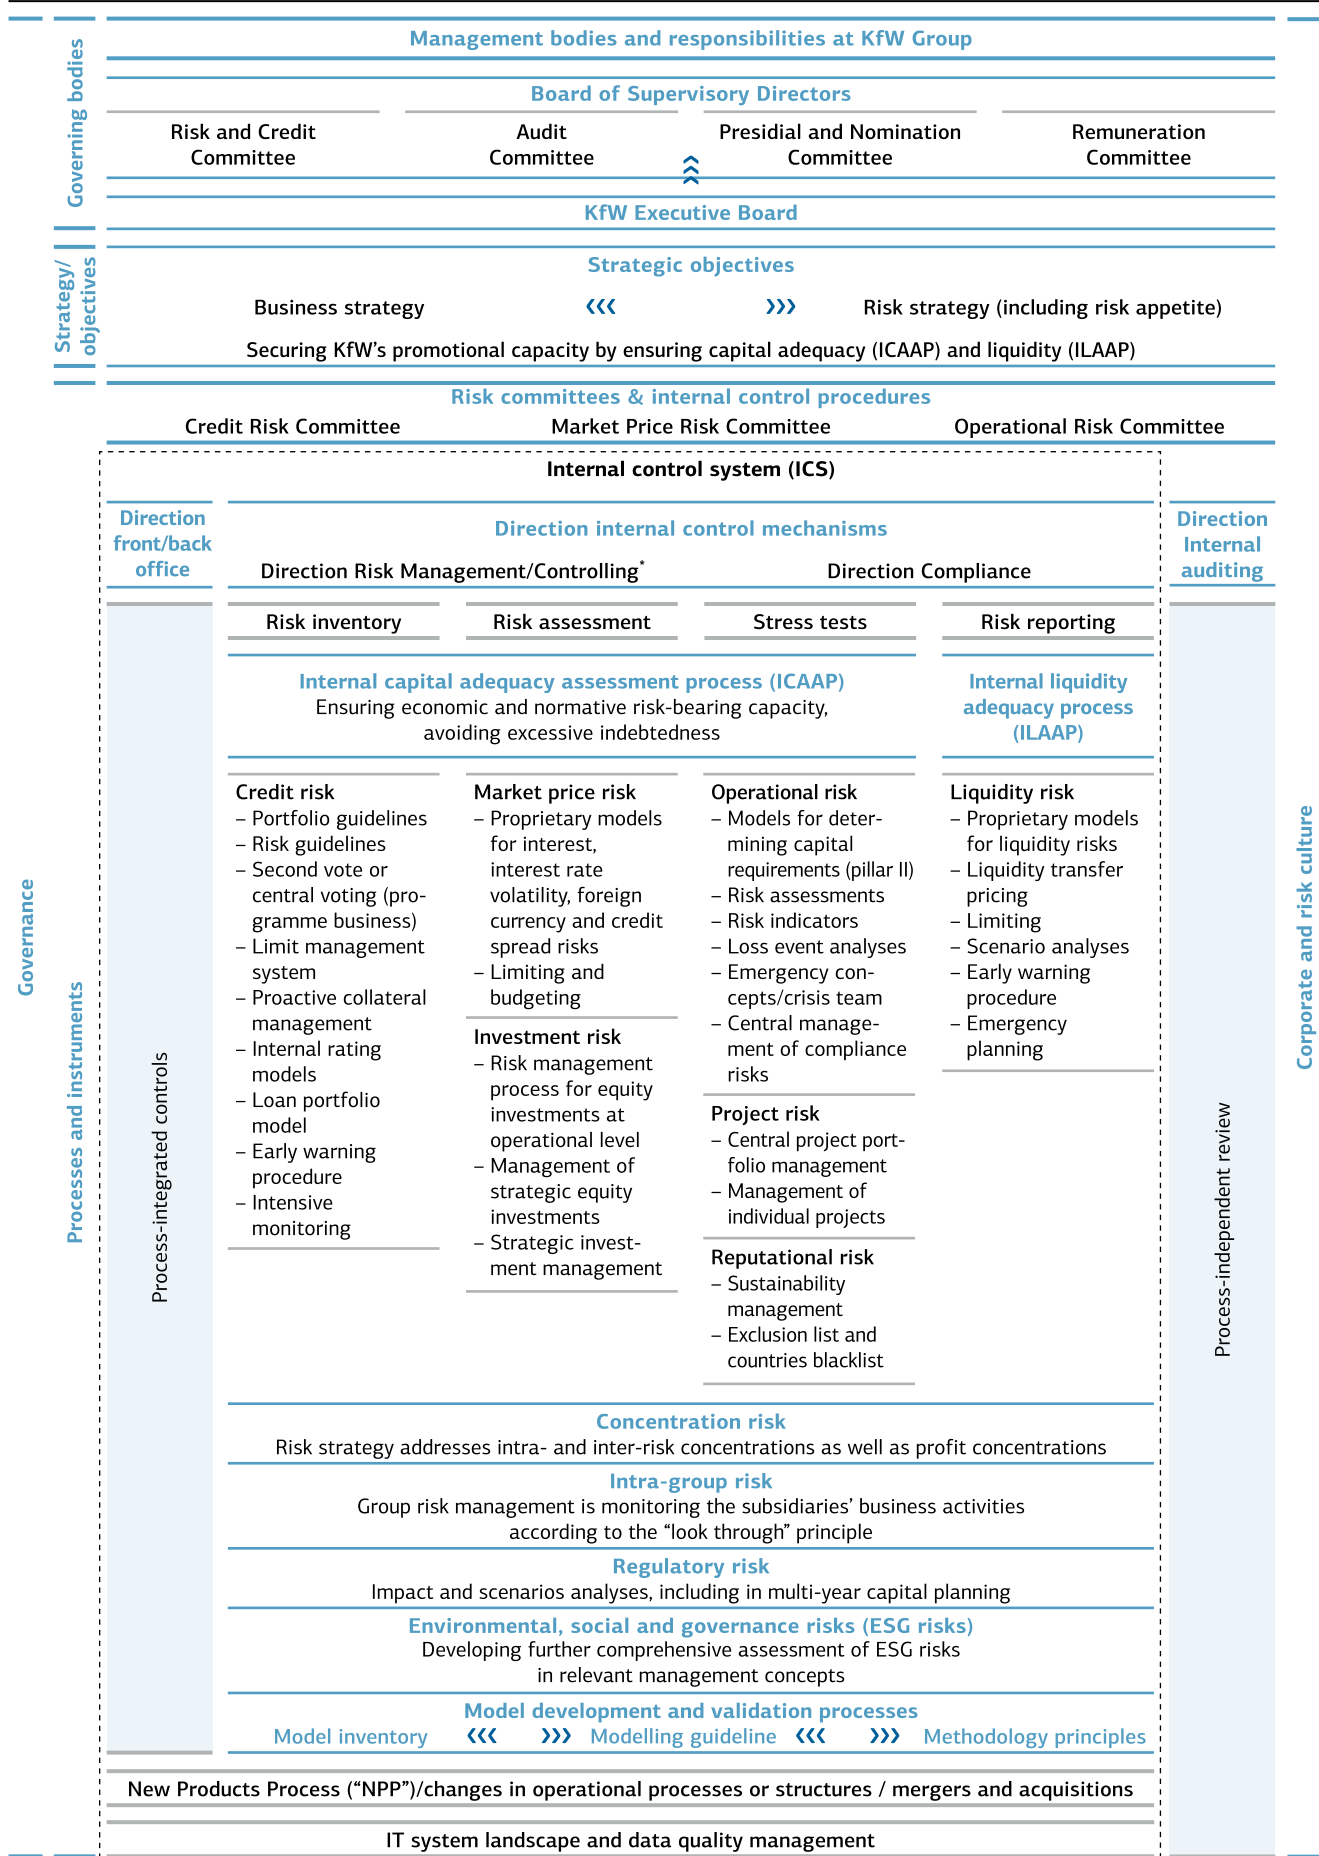 Management bodies and responsibilities at KfW Group
Governing bodies
Board of Supervisory Directors
Risk and Credit
Committee
Audit
Committee
Presidial and Nomination
Committee
Remuneration
Committee
KfW Executive Board
Strategy/
objectives
Strategic objectives
Business strategy
Risk strategy (including risk appetite)
Securing KfW’s promotional capacity by ensuring capital adequacy (ICAAP) and liquidity (ILAAP)
Governance
Processes and instruments
Corporate and risk culture
Risk committees & internal control procedures
Credit Risk Committee
Market Price Risk Committee
Operational Risk Committee
Internal control system (ICS)
Direction
front/back
office
Direction internal control mechanisms
Direction Risk Management/Controlling*
Direction Compliance
Direction
Internal
auditing
Process-integrated controls
Process-independent review
Risk inventory
Risk assessment
Stress tests
Risk reporting
Internal capital adequacy assessment process (ICAAP)
Ensuring economic and normative risk-bearing capacity,
avoiding excessive indebtedness
Internal liquidity
adequacy process
(ILAAP)
Credit risk
– Portfolio guidelines
– Risk guidelines
– Second vote or
central voting (pro-
gramme business)
– Limit management
system
– Proactive collateral
management
– Internal rating
models
– Loan portfolio
model
– Early warning
procedure
– Intensive
monitoring
Market price risk
– Proprietary models
for interest,
interest rate
volatility, foreign
currency and credit
spread risks
– Limiting and
budgeting
Investment risk
– Risk management
process for equity
investments at
operational level
– Management of
strategic equity
investments
– Strategic invest-
ment management
Operational risk
– Models for deter-
mining capital
requirements (pillar II)
– Risk assessments
– Risk indicators
– Loss event analyses
– Emergency con-
cepts/crisis team
– Central manage-
ment of compliance
risks
Project risk
– Central project port-
folio management
– Management of
individual projects
Reputational risk
– Sustainability
management
– Exclusion list and
countries blacklist
Liquidity risk
– Proprietary models
for liquidity risks
– Liquidity transfer
pricing
– Limiting
– Scenario analyses
– Early warning
procedure
– Emergency
planning
Concentration risk
Risk strategy addresses intra- and inter-risk concentrations as well as profit concentrations
Intra-group risk
Group risk management is monitoring the subsidiaries’ business activities
according to the “look through” principle
Regulatory risk
Impact and scenarios analyses, including in multi-year capital planning
Environmental, social and governance risks (ESG risks)
Developing further comprehensive assessment of ESG risks
in relevant management concepts
Model development and validation processes
Model inventory
Modelling guideline
Methodology principles
New Products Process (“NPP”)/changes in operational processes or structures / mergers and acquisitions
IT system landscape and data quality management